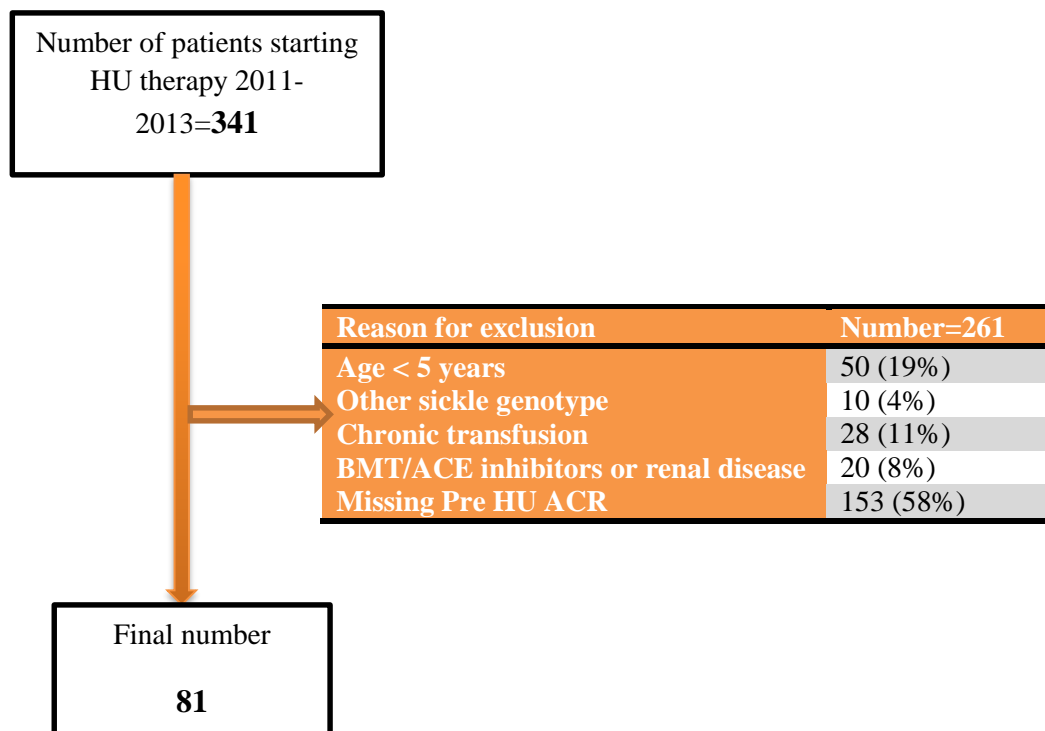 Number of patients starting
HU therapy 2011-
2013=341
Reason for exclusion Number=261
Age < 5 years 50 (19%)
Other sickle genotype 10 (4%)
Chronic transfusion 28 (11%)
BMT/ACE inhibitors or renal disease 20 (8%)
Missing Pre HU ACR 153 (58%)
Final number
81